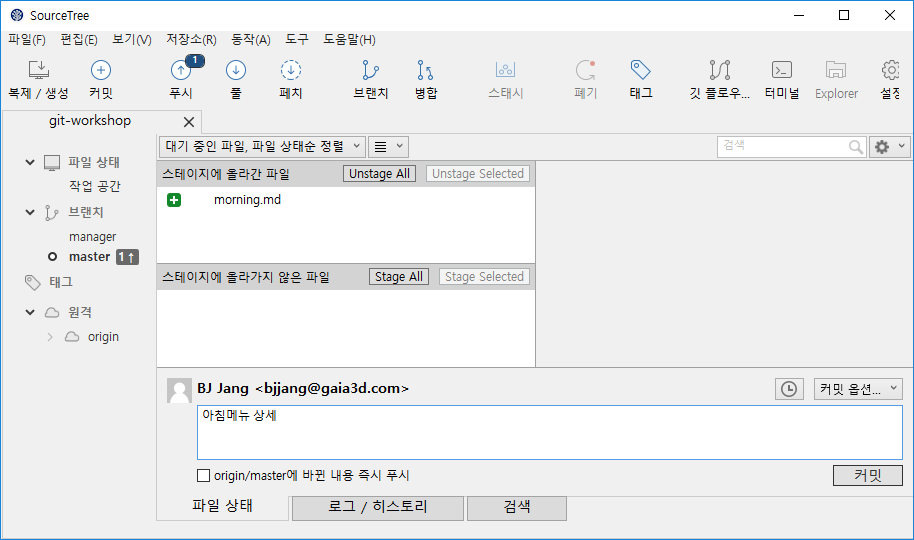 SourceTree
파일(F) 편집(E) 보기(V) 저장소(R) 동작(A) 도구 도움말(H)
1
복제 / 생성 커밋 푸시 풀 페치 브랜치 병합 스태시 폐기 태그 깃 플로우... 터미널 Explorer 설정
git-workshop
대기 중인 파일, 파일 상태순 정렬 검색
파일 상태
작업 공간
브랜치
manager
master 1↑
태그
원격
origin
스테이지에 올라간 파일 Unstage All Unstage Selected
morning.md
스테이지에 올라가지 않은 파일 Stage All Stage Selected
BJ Jang <bjjang@gaia3d.com> 커밋 옵션...
아침메뉴 상세
origin/master에 바뀐 내용 즉시 푸시 커밋
파일 상태 로그 / 히스토리 검색